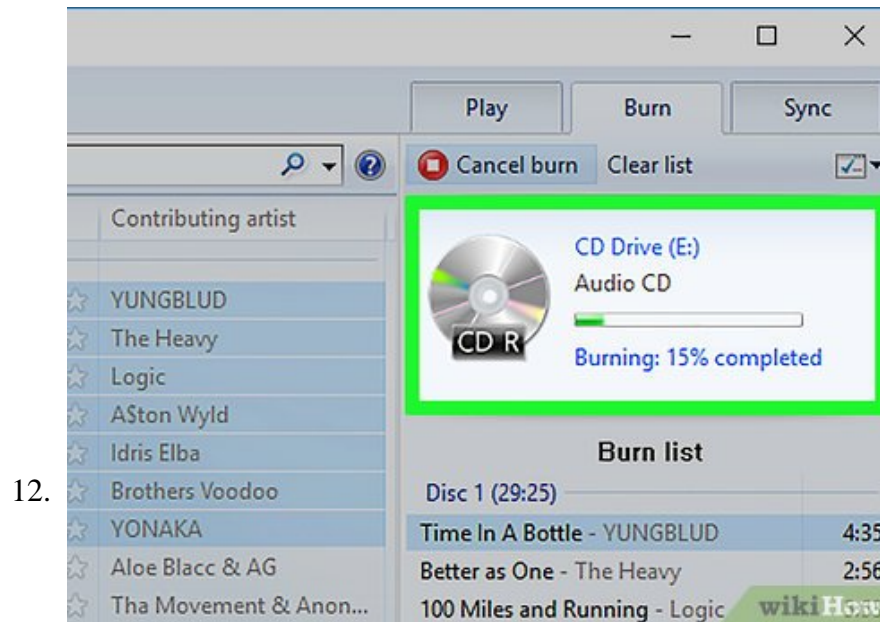 Play Burn Sync
Cancel burn Clear list
Contributing artist
CD Drive (E:)
Audio CD
CD R
Burning: 15% completed
YUNGBLUD
The Heavy
Logic
A$ton Wyld
Idris Elba
Brothers Voodoo
YONAKA
Aloe Blacc & AG
Tha Movement & Anon...
Burn list
Disc 1 (29:25)
Time In A Bottle - YUNGBLUD 4:35
Better as One - The Heavy 2:56
100 Miles and Running - Logic
12.
wikiHow